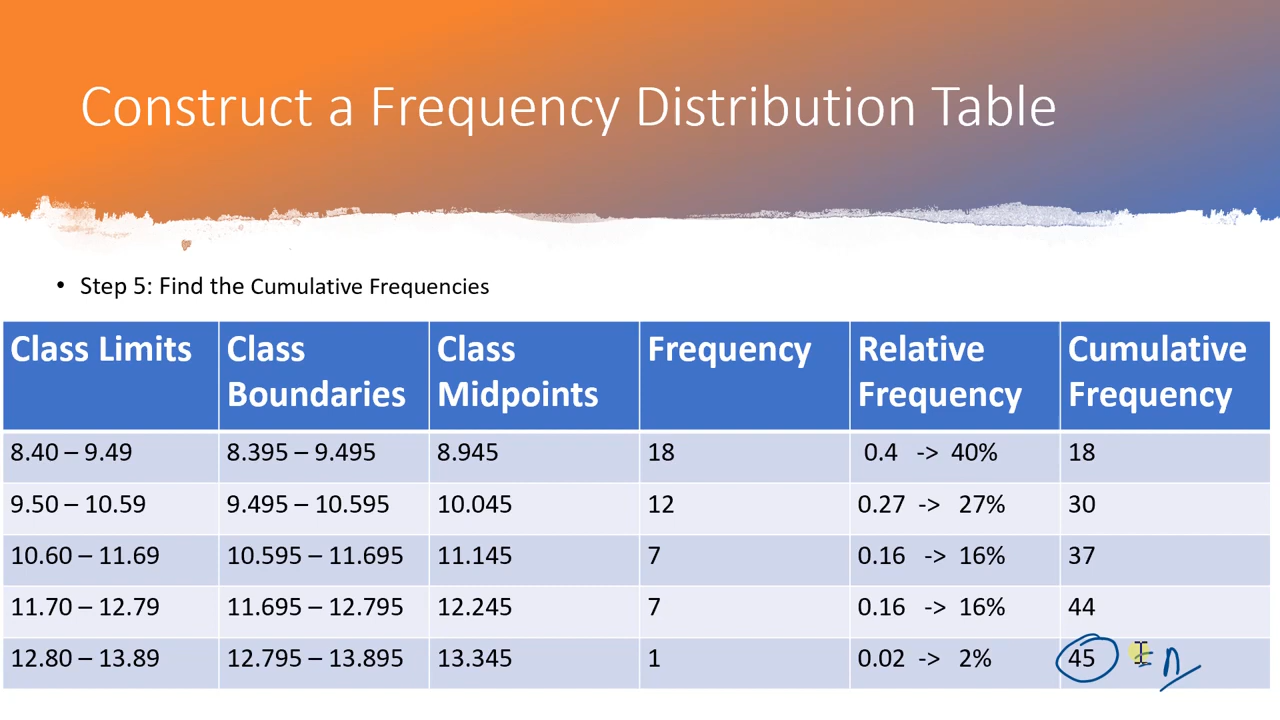 Construct a Frequency Distribution Table
• Step 5: Find the Cumulative Frequencies
Class Limits Class Boundaries Class Midpoints Frequency Relative Frequency Cumulative Frequency
8.40 – 9.49 8.395 – 9.495 8.945 18 0.4 -> 40% 18
9.50 – 10.59 9.495 – 10.595 10.045 12 0.27 -> 27% 30
10.60 – 11.69 10.595 – 11.695 11.145 7 0.16 -> 16% 37
11.70 – 12.79 11.695 – 12.795 12.245 7 0.16 -> 16% 44
12.80 – 13.89 12.795 – 13.895 13.345 1 0.02 -> 2% 45 = n